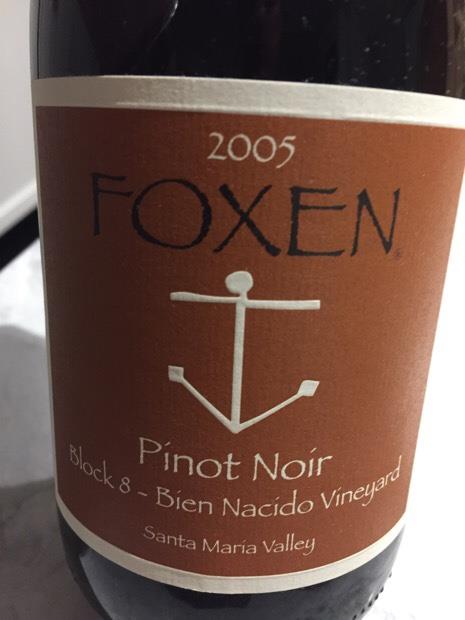 2005
FOXEN
Pinot Noir
Block 8 - Bien Nacido Vineyard
Santa Maria Valley